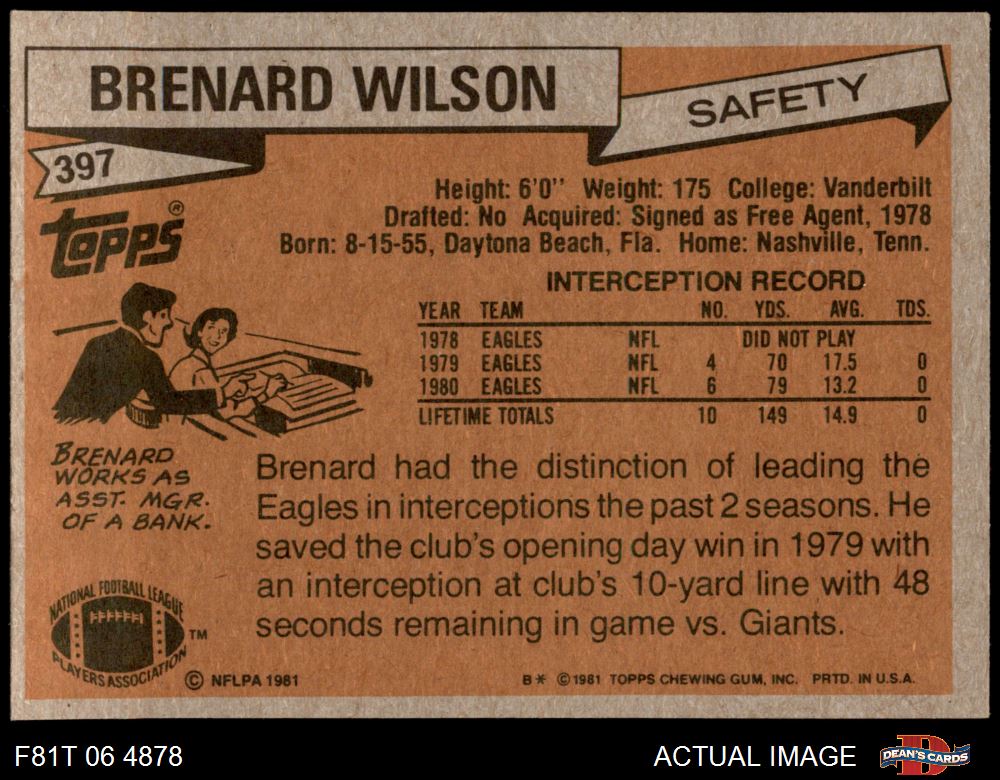 BRENARD WILSON
SAFETY
397
Topps®
Height: 6'0" Weight: 175 College: Vanderbilt
Drafted: No Acquired: Signed as Free Agent, 1978
Born: 8-15-55, Daytona Beach, Fla. Home: Nashville, Tenn.
INTERCEPTION RECORD
YEAR TEAM NO. YDS. AVG. TDS.
1978 EAGLES NFL DID NOT PLAY
1979 EAGLES NFL 4 70 17.5 0
1980 EAGLES NFL 6 79 13.2 0
LIFETIME TOTALS 10 149 14.9 0
BRENARD
WORKS AS
ASST. MGR.
OF A BANK.
Brenard had the distinction of leading the
Eagles in interceptions the past 2 seasons. He
saved the club's opening day win in 1979 with
an interception at club's 10-yard line with 48
seconds remaining in game vs. Giants.
NATIONAL FOOTBALL LEAGUE
PLAYERS ASSOCIATION
TM
© NFLPA 1981
B* © 1981 TOPPS CHEWING GUM, INC. PRTD. IN U.S.A.
F81T 06 4878
ACTUAL IMAGE
DEAN'S CARDS